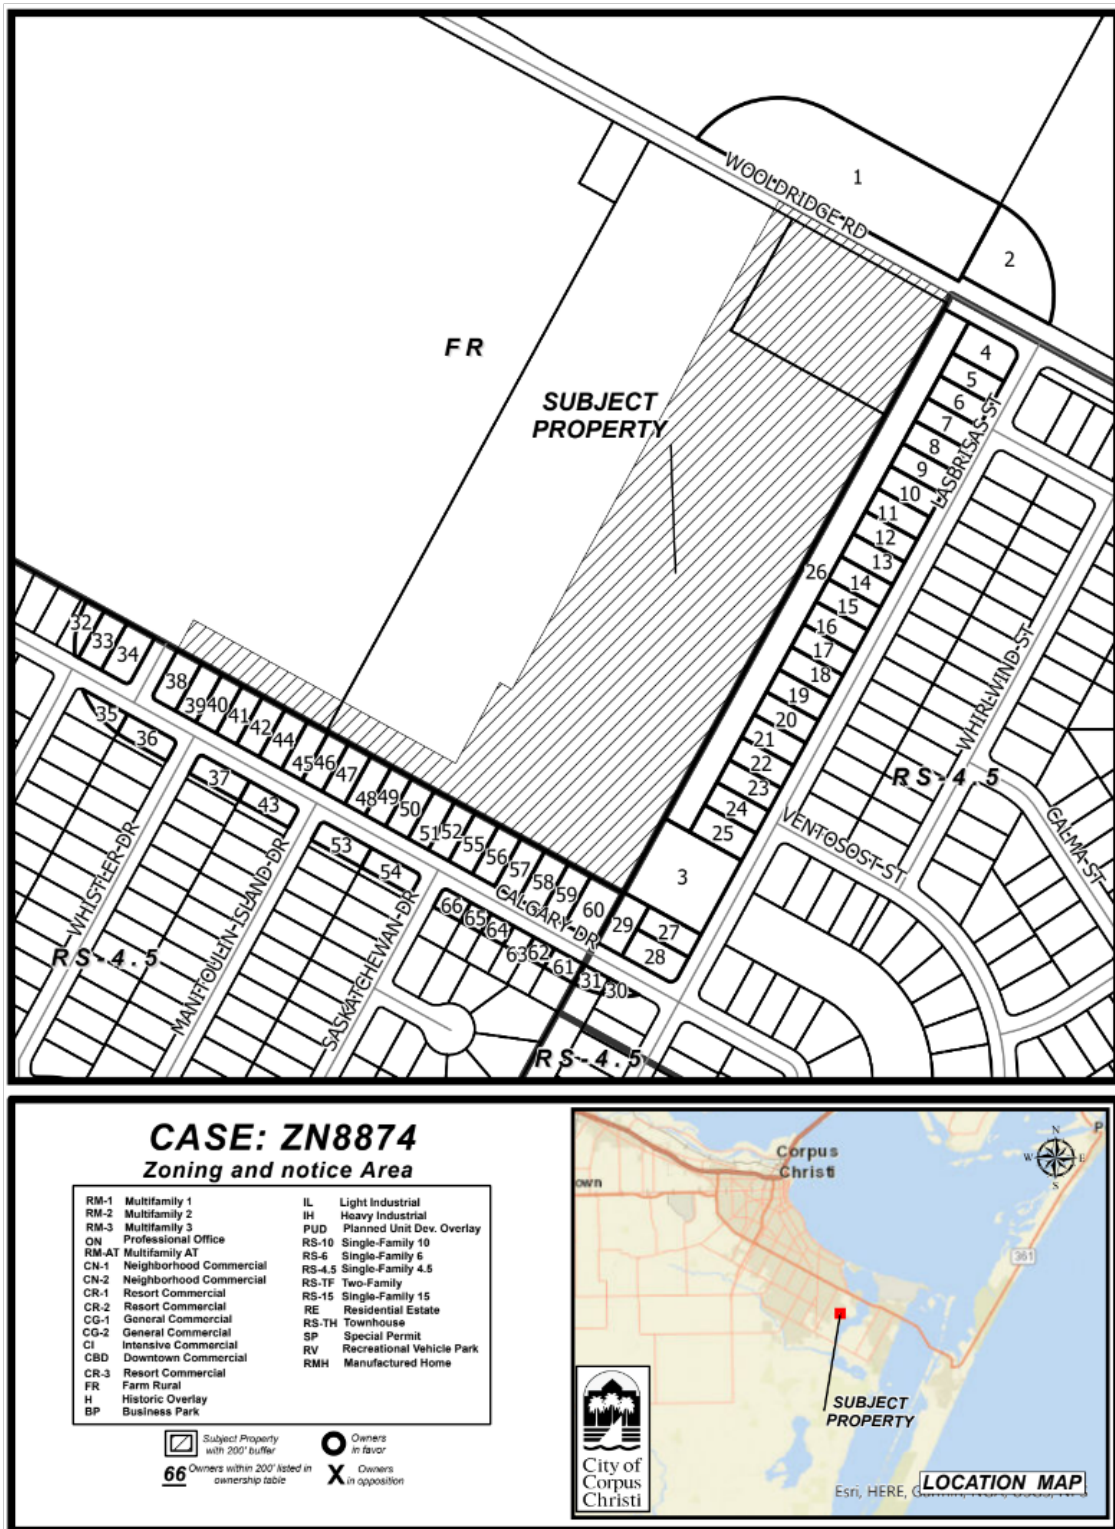 WOOLDRIDGE RD
1
2
FR
SUBJECT
PROPERTY
4
5
6
7
8
9
10
11
12
13
14
15
16
17
18
19
20
21
22
23
24
25
26
3
27
28
29
30
31
LASBRISAS ST
WHIRLWIND ST
RS-4.5
VENTOSO ST
CALMA ST
32
33
34
35
36
37
38
39
40
41
42
43
44
45
46
47
48
49
50
51
52
53
54
55
56
57
58
59
60
61
62
63
64
65
66
CALGARY DR
WHISTLER DR
MANITOULIN ISLAND DR
SASKATCHEWAN DR
RS-4.5
RS-4.5
CASE: ZN8874
Zoning and notice Area
RM-1 Multifamily 1
RM-2 Multifamily 2
RM-3 Multifamily 3
ON Professional Office
RM-AT Multifamily AT
CN-1 Neighborhood Commercial
CN-2 Neighborhood Commercial
CR-1 Resort Commercial
CR-2 Resort Commercial
CG-1 General Commercial
CG-2 General Commercial
CI Intensive Commercial
CBD Downtown Commercial
CR-3 Resort Commercial
FR Farm Rural
H Historic Overlay
BP Business Park
IL Light Industrial
IH Heavy Industrial
PUD Planned Unit Dev. Overlay
RS-10 Single-Family 10
RS-6 Single-Family 6
RS-4.5 Single-Family 4.5
RS-TF Two-Family
RS-15 Single-Family 15
RE Residential Estate
RS-TH Townhouse
SP Special Permit
RV Recreational Vehicle Park
RMH Manufactured Home
Subject Property
with 200' buffer
Owners
in favor
66 Owners within 200' listed in
ownership table
X Owners
in opposition
Corpus
Christi
own
P
N
W E
S
361
SUBJECT
PROPERTY
City of
Corpus
Christi
Esri, HERE,
LOCATION MAP